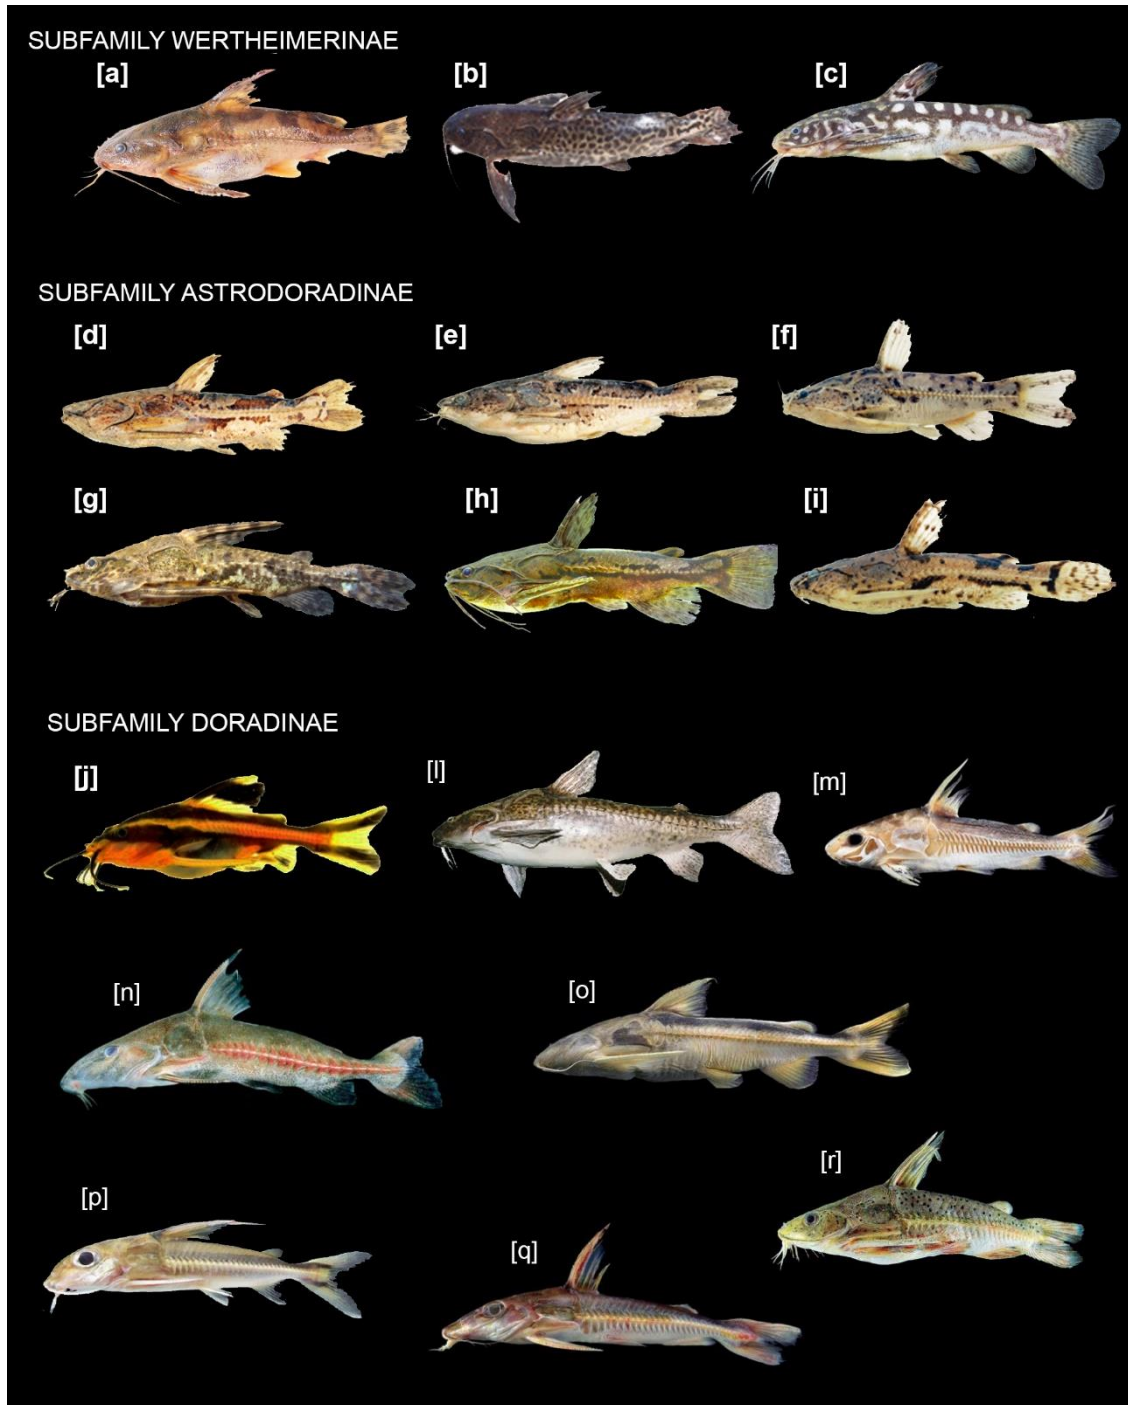 SUBFAMILY WERTHEIMERINAE
[a] [b] [c]
SUBFAMILY ASTRODORADINAE
[d] [e] [f]
[g] [h] [i]
SUBFAMILY DORADINAE
[j] [l] [m]
[n] [o]
[p] [q] [r]